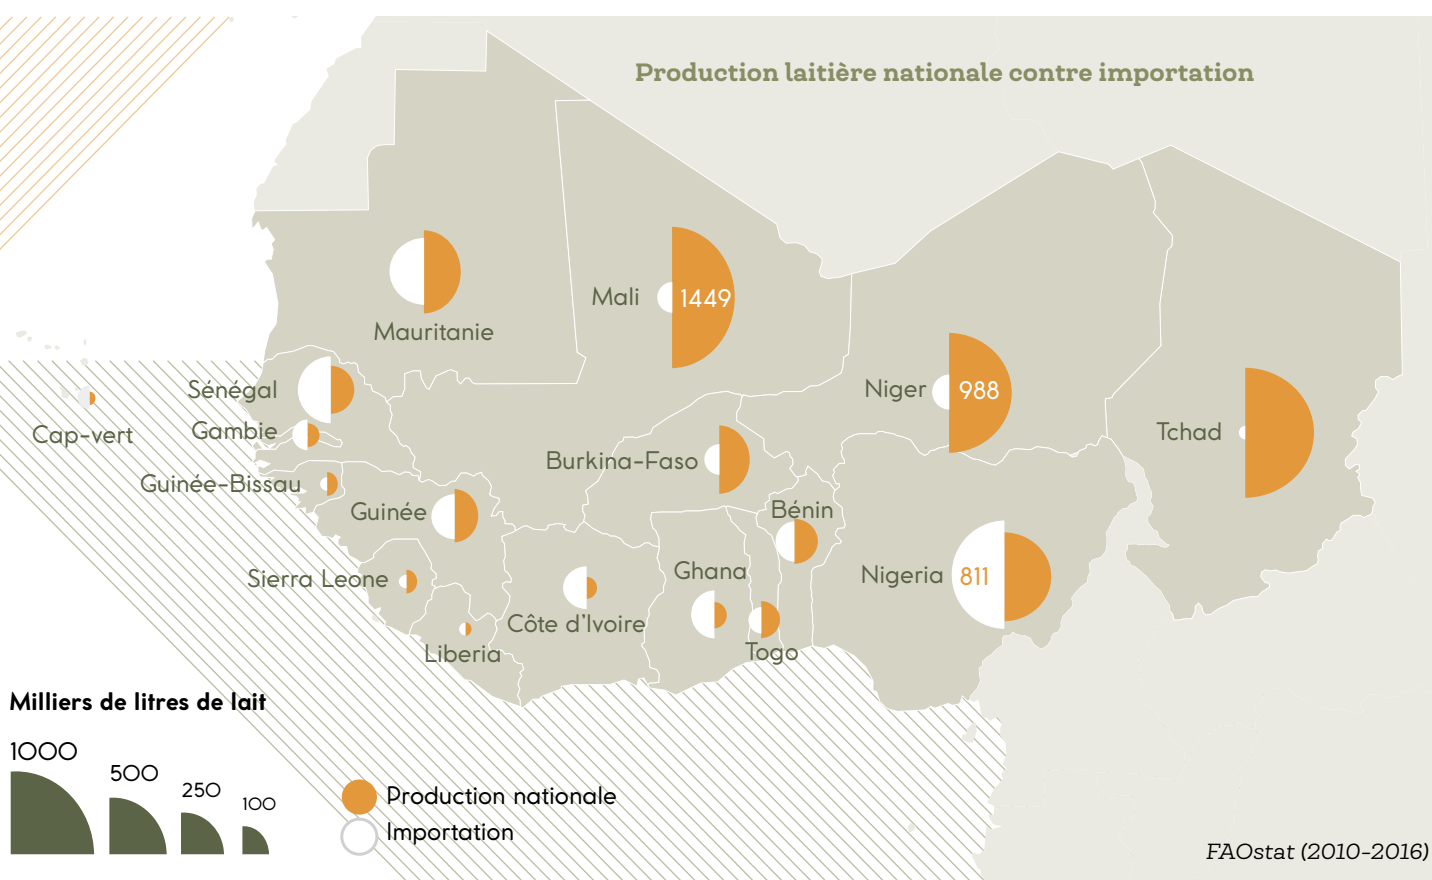 Production laitière nationale contre importation
Mauritanie
Mali
1449
Niger
988
Tchad
Sénégal
Gambie
Cap-vert
Guinée-Bissau
Guinée
Burkina-Faso
Bénin
Sierra Leone
Liberia
Côte d'Ivoire
Ghana
Togo
Nigeria
811
Milliers de litres de lait
1000
500
250
100
Production nationale
Importation
FAOstat (2010-2016)